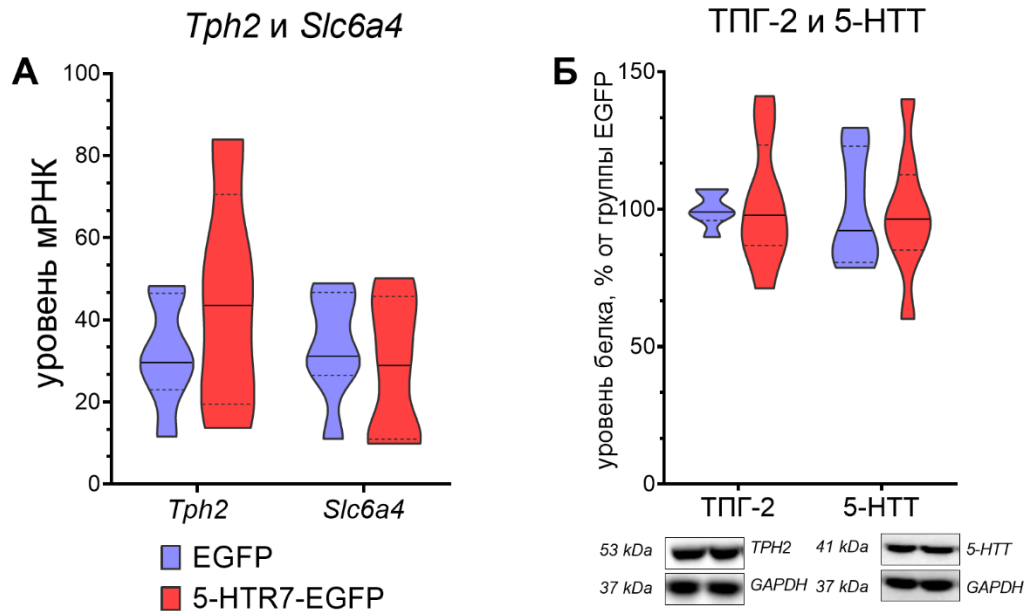 Tph2 и Slc6a4
ТПГ-2 и 5-HTT
А
уровень мРНК
100
80
60
40
20
0
Tph2 Slc6a4
EGFP
5-HTR7-EGFP
Б
уровень белка, % от группы EGFP
150
100
50
0
ТПГ-2 5-HTT
53 kDa TPH2 41 kDa 5-HTT
37 kDa GAPDH 37 kDa GAPDH